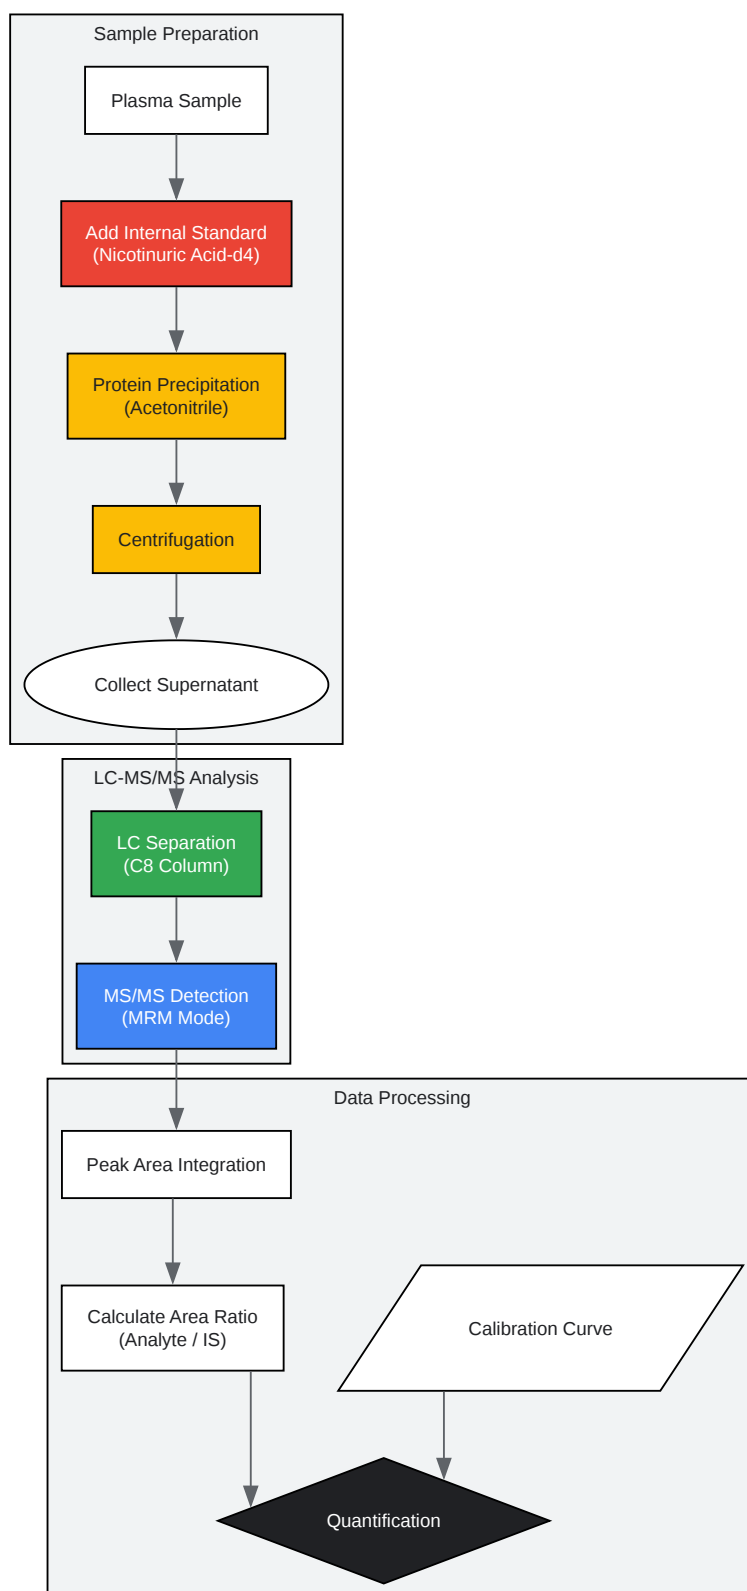 Sample Preparation
Plasma Sample
Add Internal Standard
(Nicotinuric Acid-d4)
Protein Precipitation
(Acetonitrile)
Centrifugation
Collect Supernatant
LC-MS/MS Analysis
LC Separation
(C8 Column)
MS/MS Detection
(MRM Mode)
Data Processing
Peak Area Integration
Calculate Area Ratio
(Analyte / IS)
Calibration Curve
Quantification